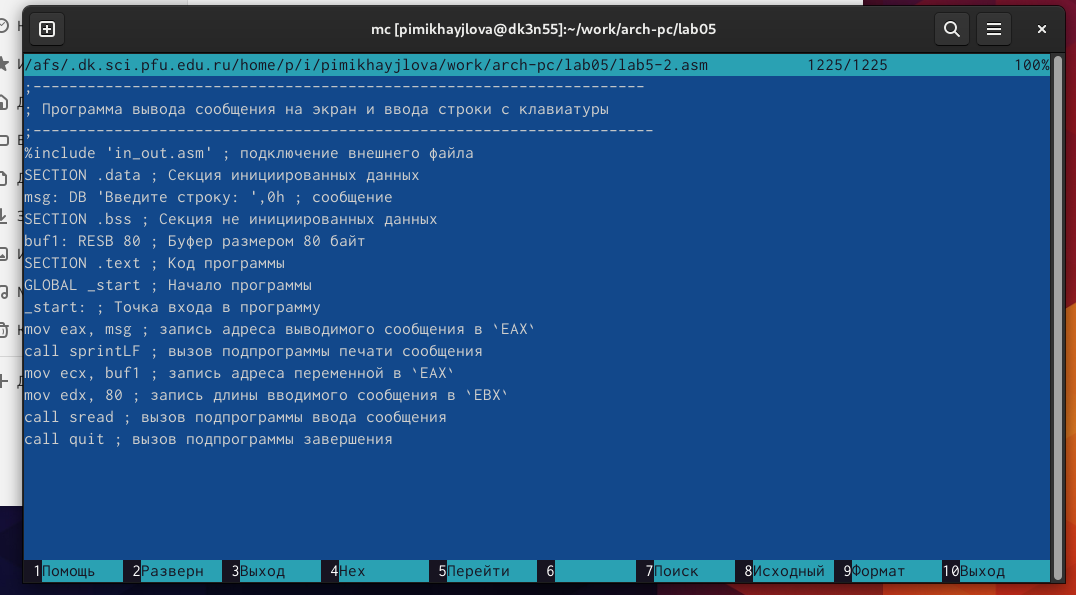 mc [pimikhayjlova@dk3n55]:~/work/arch-pc/lab05
/afs/.dk.sci.pfu.edu.ru/home/p/i/pimikhayjlova/work/arch-pc/lab05/lab5-2.asm 1225/1225 100%
;--------------------------------------------------------------------
; Программа вывода сообщения на экран и ввода строки с клавиатуры
;---------------------------------------------------------------------
%include 'in_out.asm' ; подключение внешнего файла
SECTION .data ; Секция инициированных данных
msg: DB 'Введите строку: ',0h ; сообщение
SECTION .bss ; Секция не инициированных данных
buf1: RESB 80 ; Буфер размером 80 байт
SECTION .text ; Код программы
GLOBAL _start ; Начало программы
_start: ; Точка входа в программу
mov eax, msg ; запись адреса выводимого сообщения в `EAX`
call sprintLF ; вызов подпрограммы печати сообщения
mov ecx, buf1 ; запись адреса переменной в `EAX`
mov edx, 80 ; запись длины вводимого сообщения в `EBX`
call sread ; вызов подпрограммы ввода сообщения
call quit ; вызов подпрограммы завершения
1Помощь 2Разверн 3Выход 4Hex 5Перейти 6 7Поиск 8Исходный 9Формат 10Выход